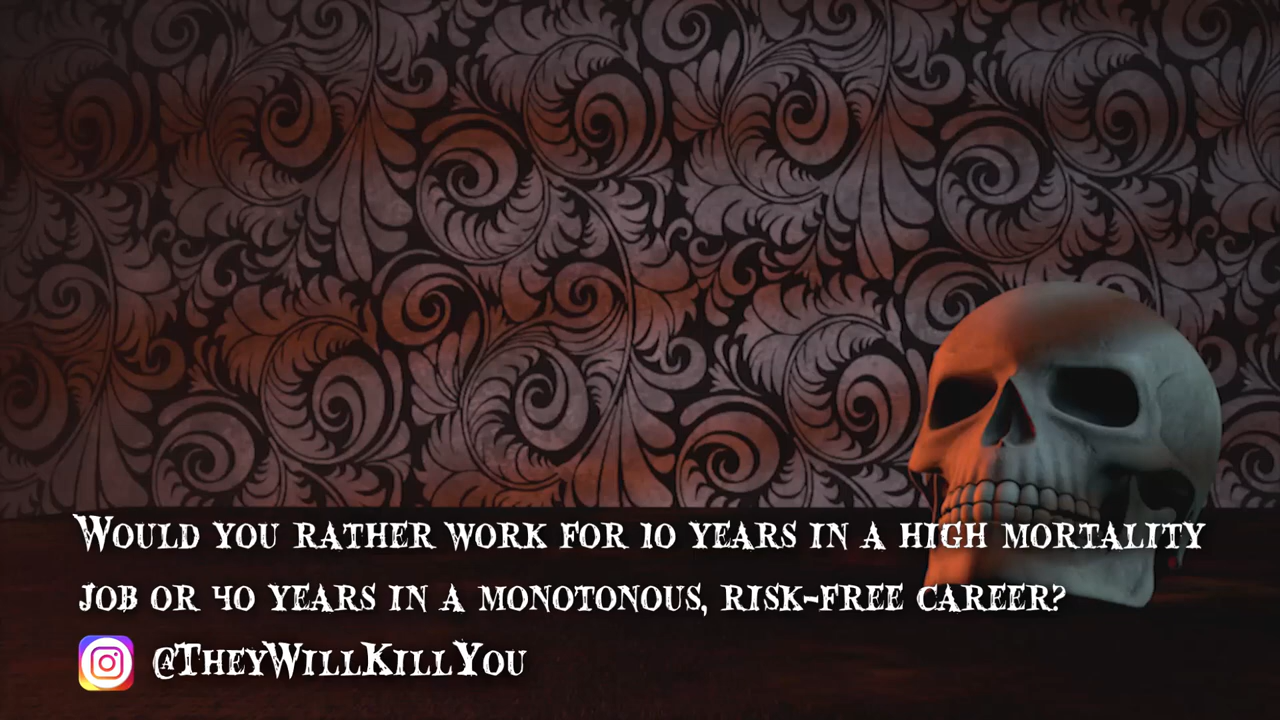 Would you rather work for 10 years in a high mortality
job or 40 years in a monotonous, risk-free career?
@TheyWillKillYou